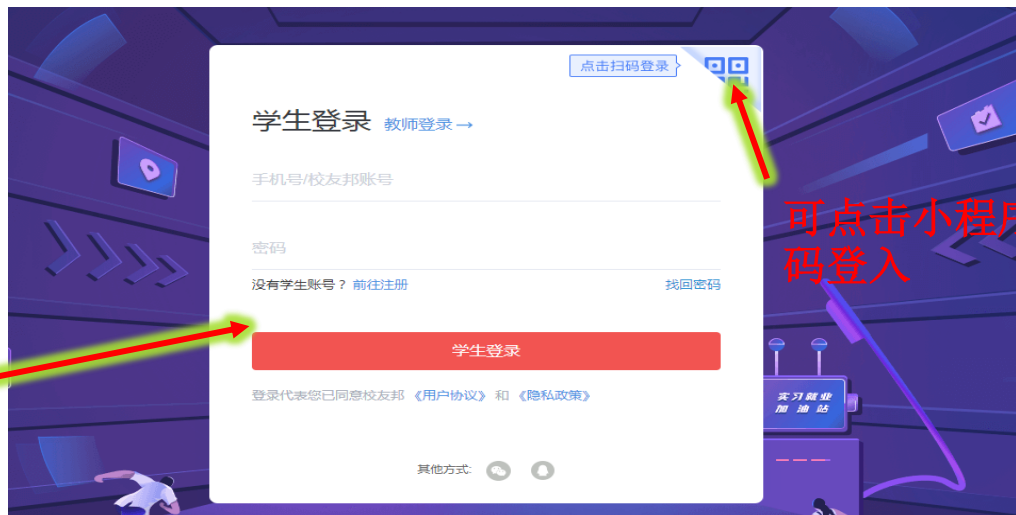 点击扫码登录
学生登录 教师登录→
手机号/校友邦账号
可点击小程序
码登入
密码
没有学生账号？前往注册 找回密码
学生登录
登录代表您已同意校友邦 《用户协议》 和 《隐私政策》
实习就业
加油站
其他方式: